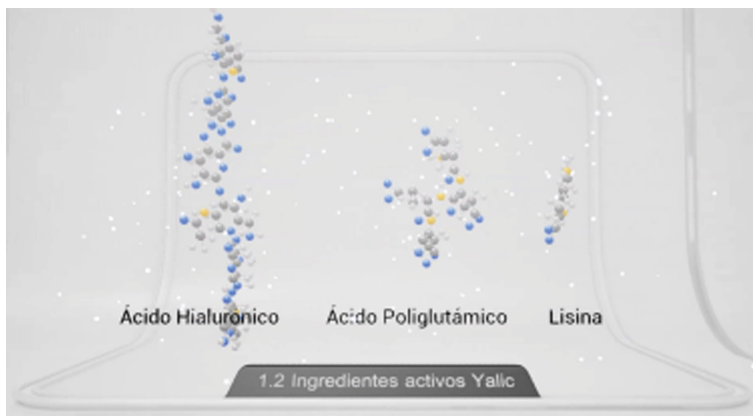 Ácido Hialurónico
Ácido Poliglutámico
Lisina
1.2 Ingredientes activos Yalic